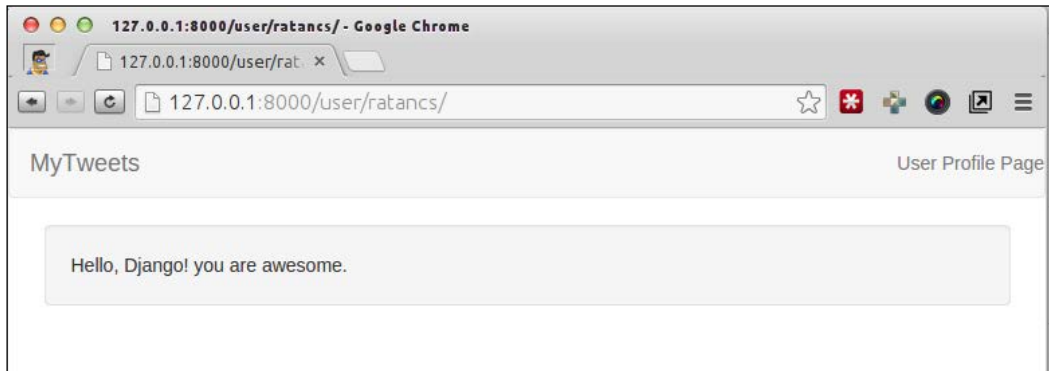 127.0.0.1:8000/user/ratancs/ - Google Chrome
127.0.0.1:8000/user/rat
127.0.0.1:8000/user/ratancs/
MyTweets
User Profile Page
Hello, Django! you are awesome.